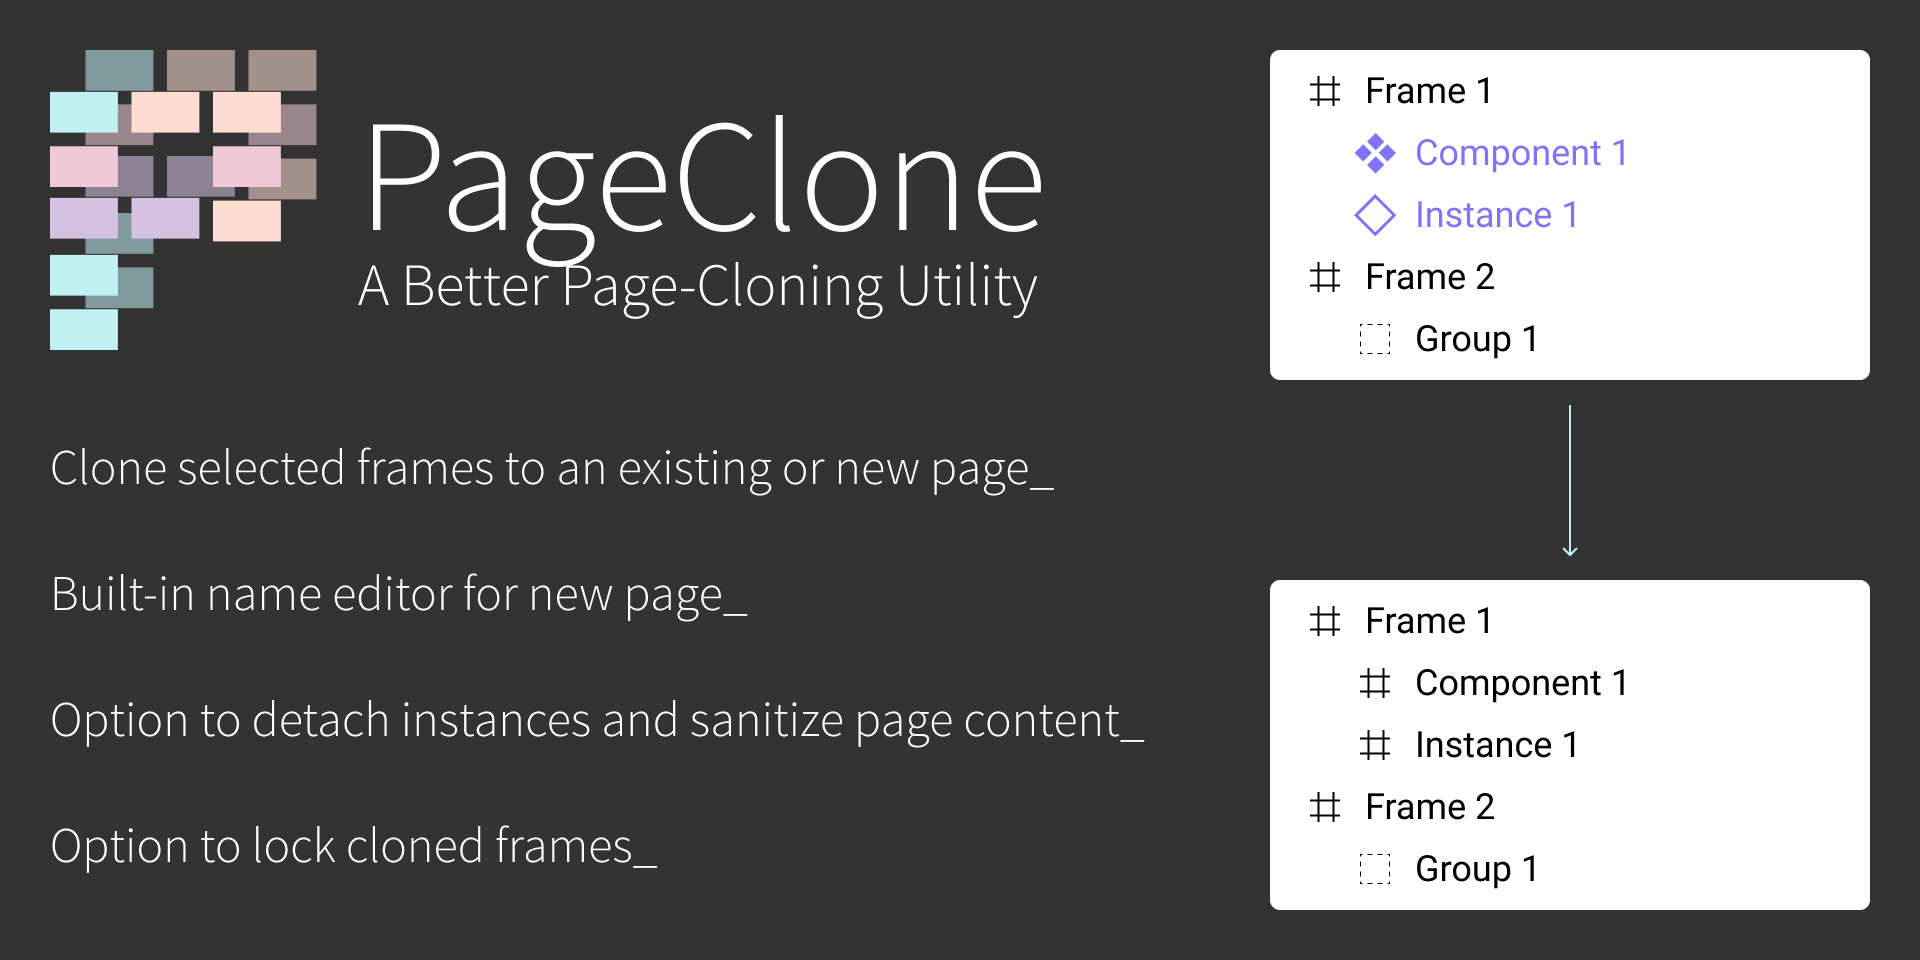 PageClone
A Better Page-Cloning Utility
Clone selected frames to an existing or new page_
Built-in name editor for new page_
Option to detach instances and sanitize page content_
Option to lock cloned frames_
Frame 1
Component 1
Instance 1
Frame 2
Group 1
Frame 1
Component 1
Instance 1
Frame 2
Group 1